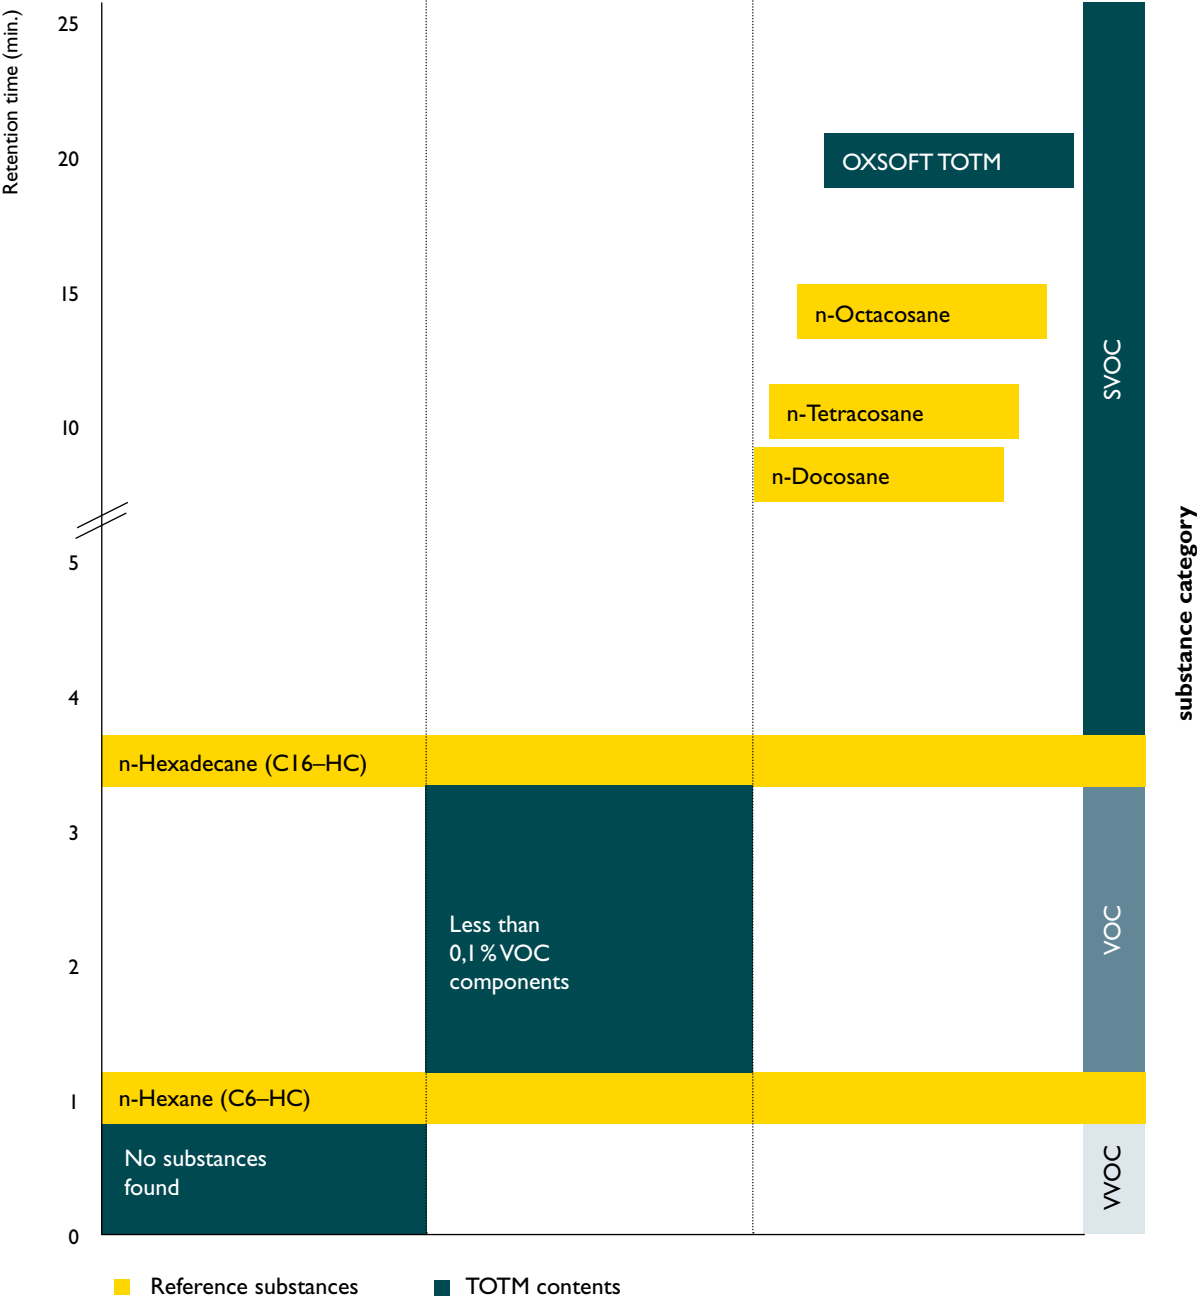 Retention time (min.)
25
20
15
10
5
4
3
2
1
0
OXSOFT TOTM
n-Octacosane
n-Tetracosane
n-Docosane
n-Hexadecane (C16–HC)
Less than
0,1 % VOC
components
n-Hexane (C6–HC)
No substances
found
SVOC
VOC
VVOC
substance category
Reference substances
TOTM contents